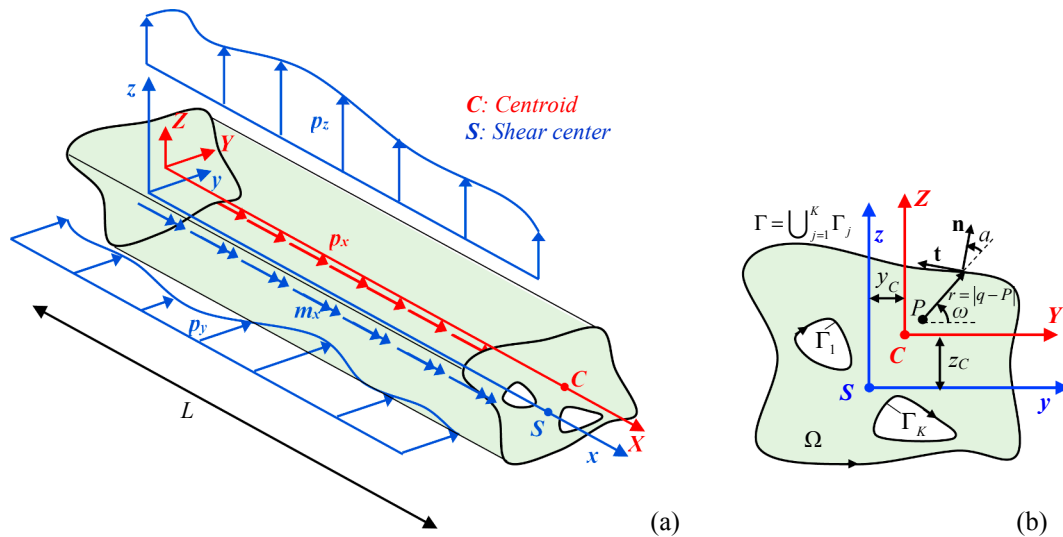 z
Z
Y
y
p_z
C: Centroid
S: Shear center
p_x
m_x
p_y
L
C
S
X
x
(a)
Γ = ⋃_{j=1}^{K} Γ_j
Z
z
n
a
t
y_C
r = |q − P|
P
ω
Y
Γ_1
C
z_C
S
y
Γ_K
Ω
(b)